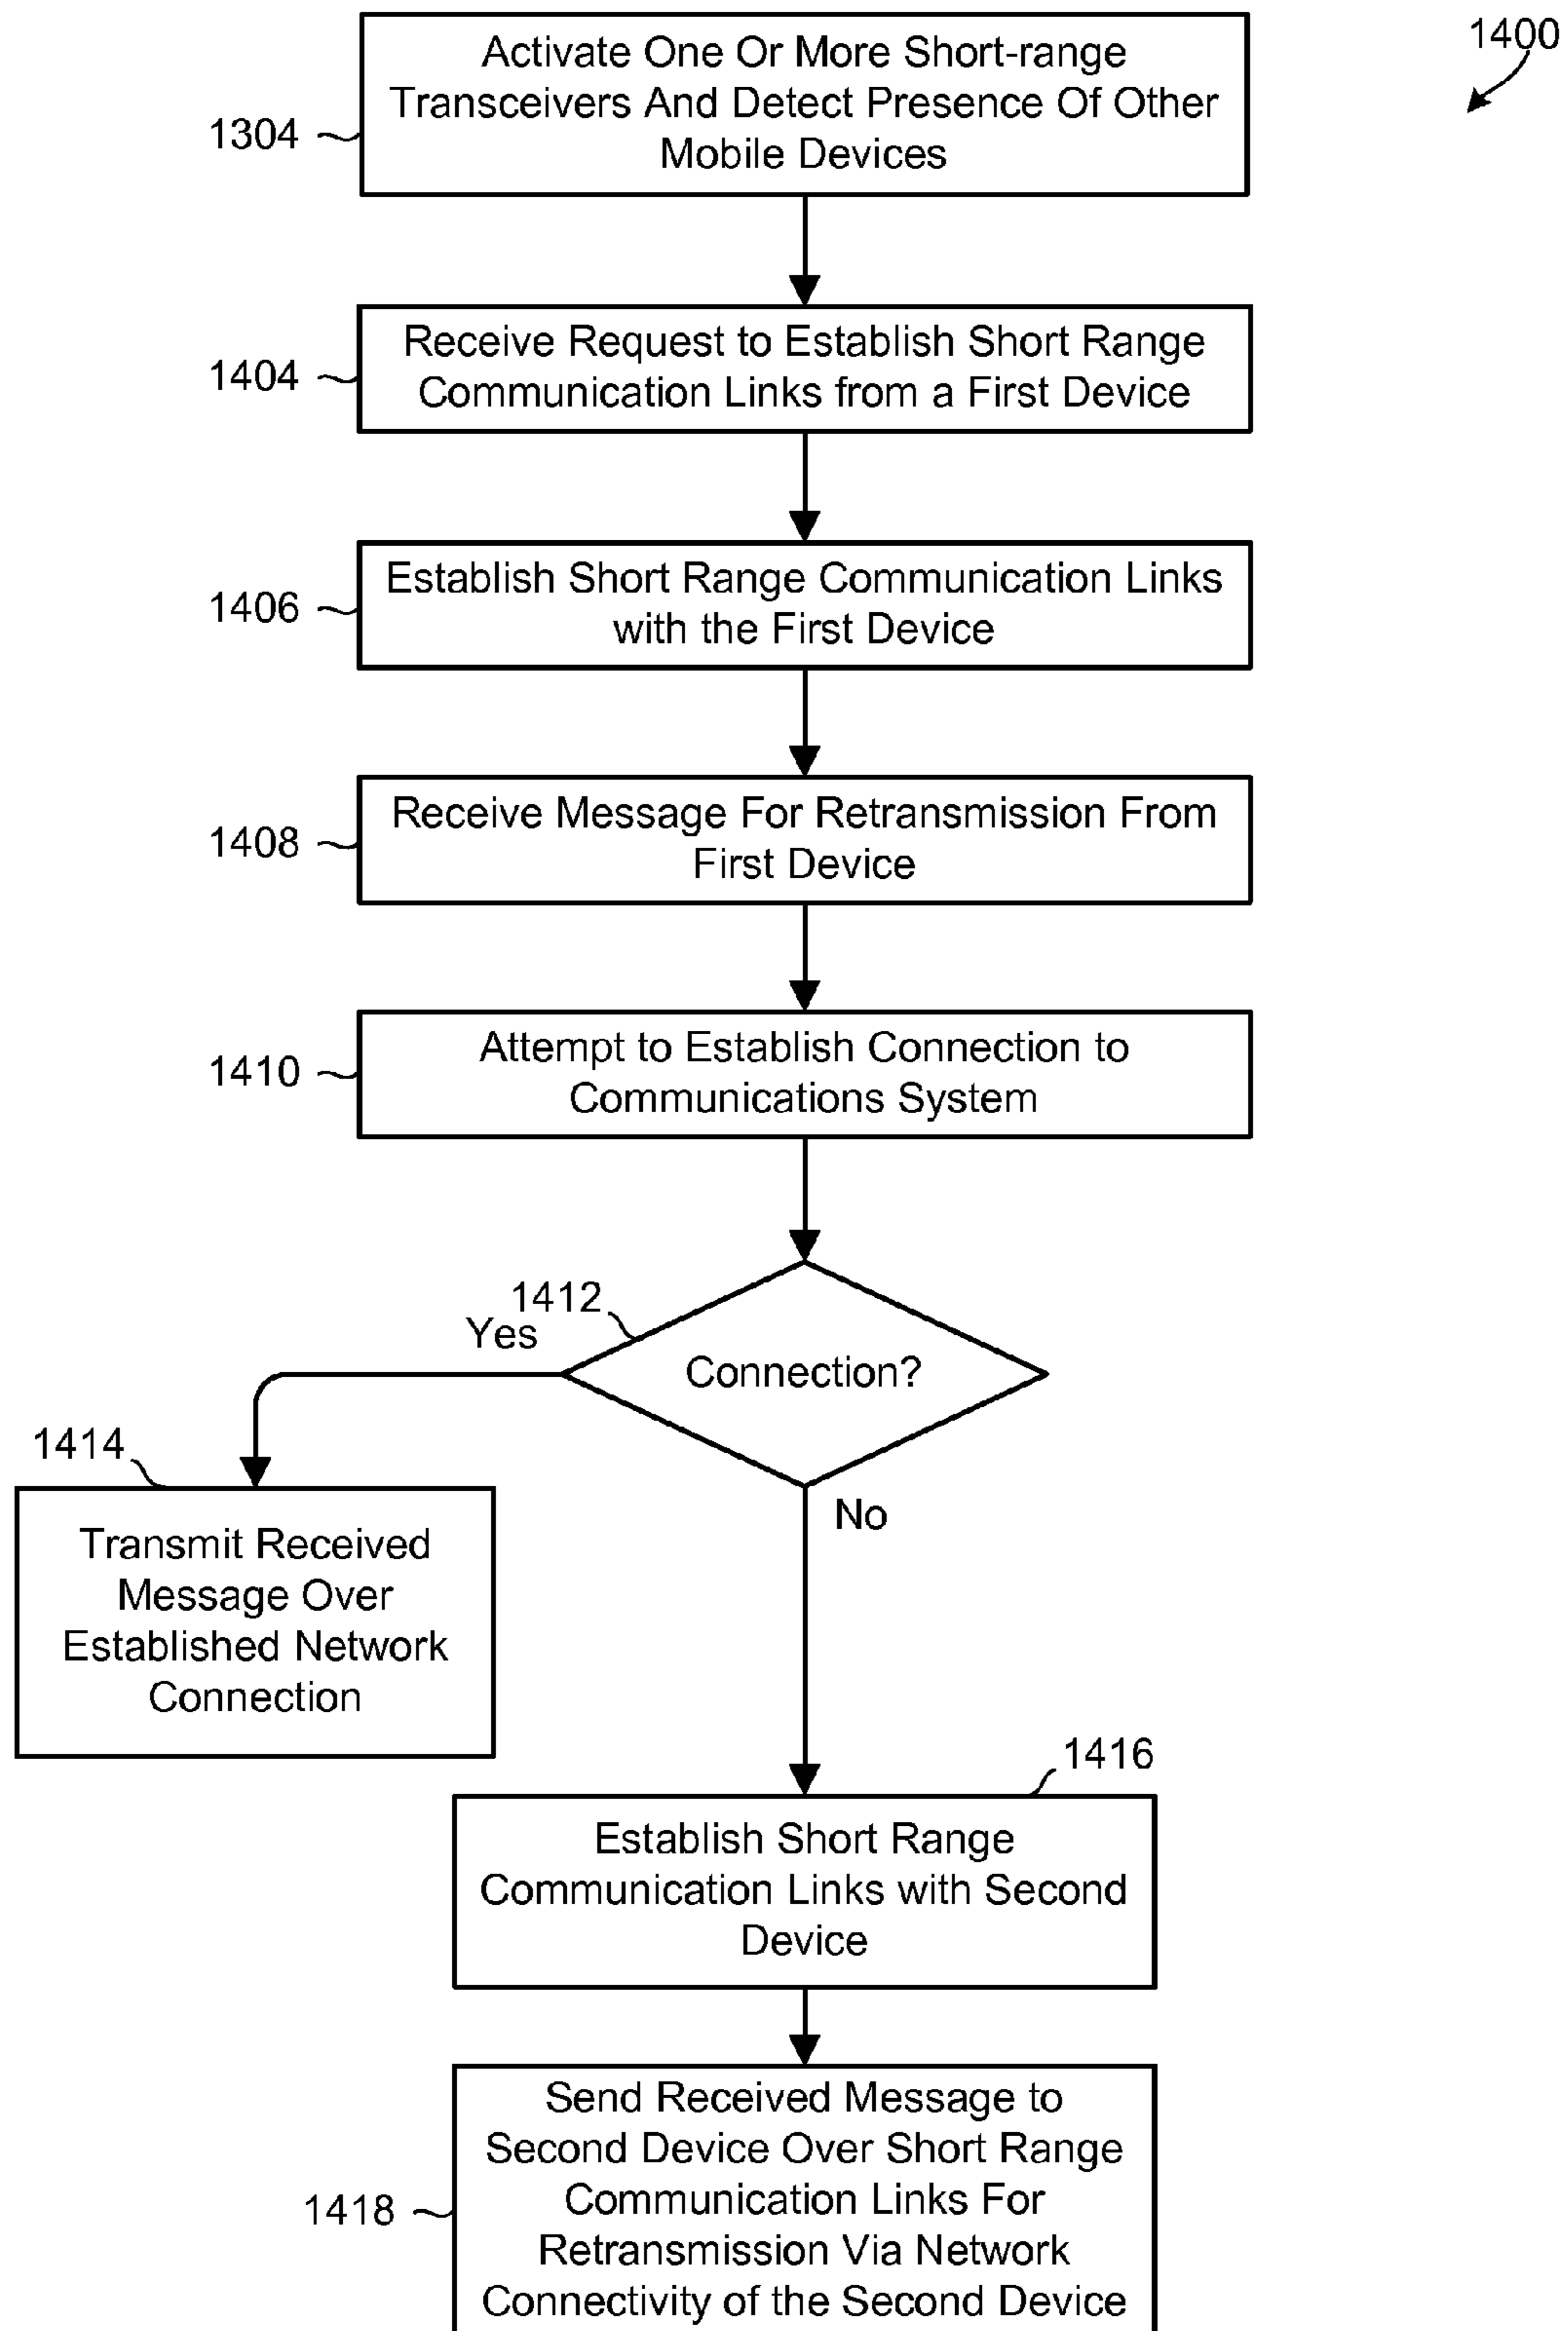 1400
Activate One Or More Short-range
Transceivers And Detect Presence Of Other
Mobile Devices
1304
Receive Request to Establish Short Range
Communication Links from a First Device
1404
Establish Short Range Communication Links
with the First Device
1406
Receive Message For Retransmission From
First Device
1408
Attempt to Establish Connection to
Communications System
1410
1412
Yes
Connection?
No
1414
Transmit Received
Message Over
Established Network
Connection
1416
Establish Short Range
Communication Links with Second
Device
Send Received Message to
Second Device Over Short Range
Communication Links For
Retransmission Via Network
Connectivity of the Second Device
1418